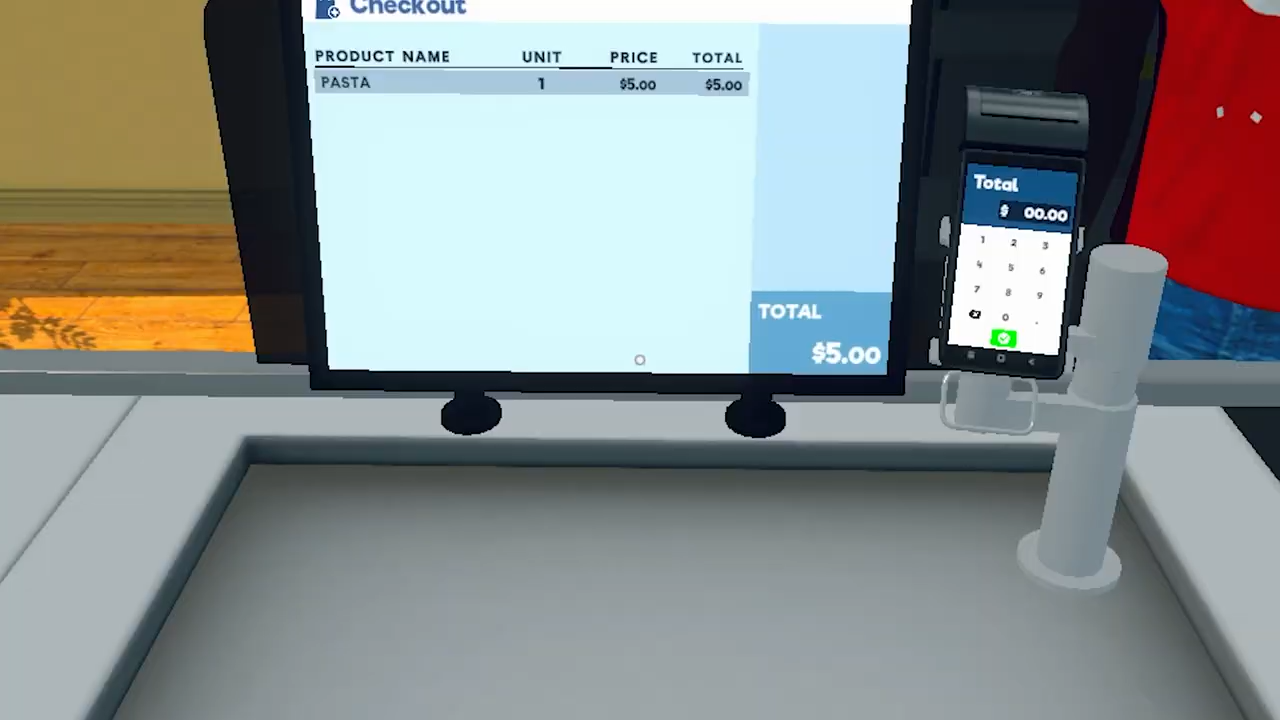 Checkout
PRODUCT NAME UNIT PRICE TOTAL
PASTA 1 $5.00 $5.00
TOTAL
$5.00
Total
$ 00.00
1 2 3
4 5 6
7 8 9
0 .